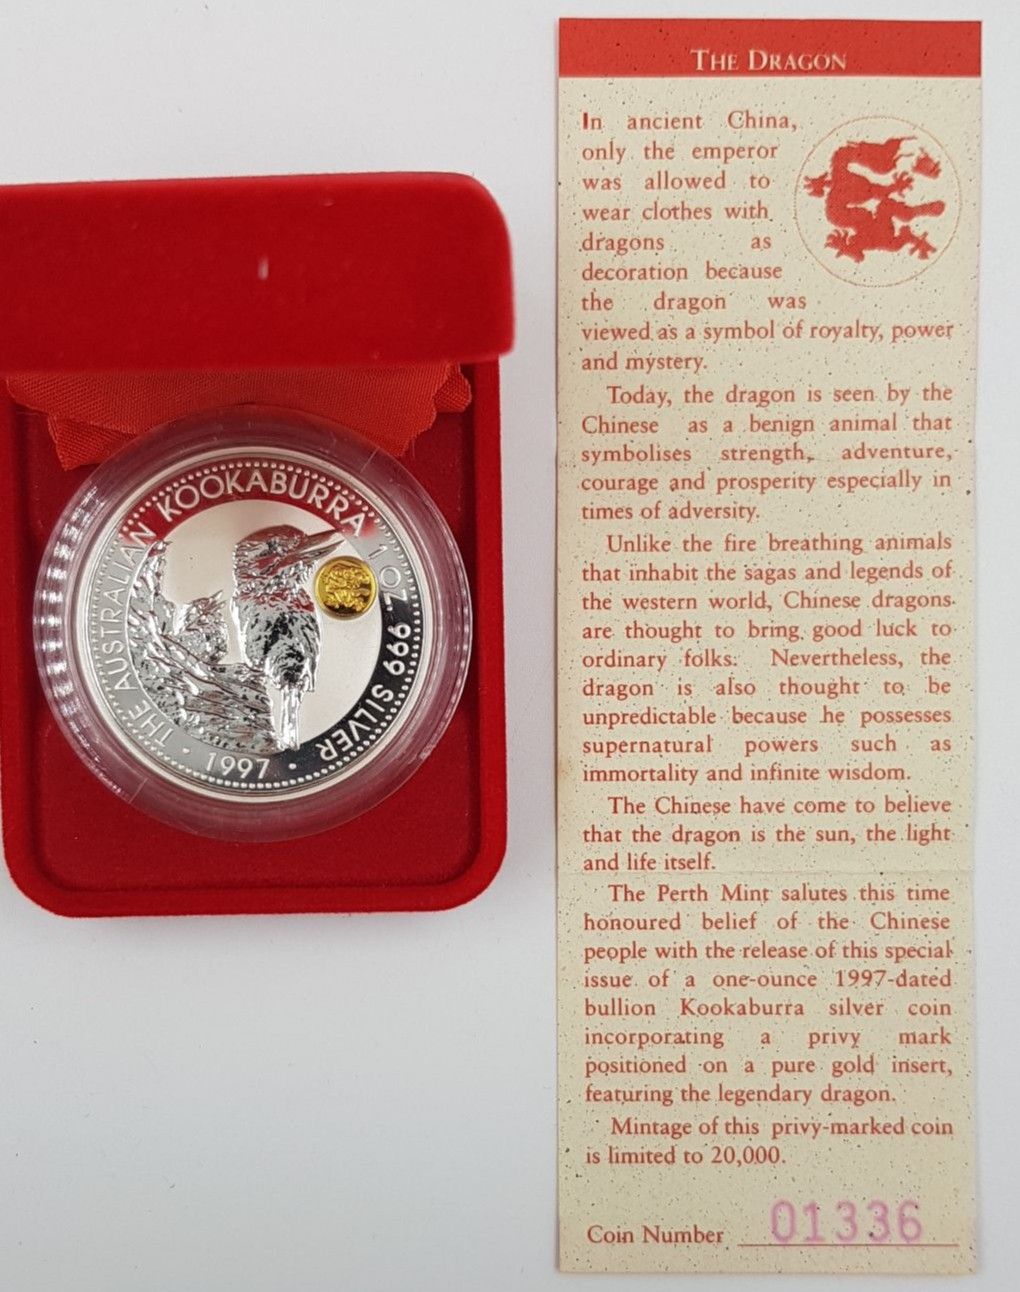 THE AUSTRALIAN KOOKABURRA 1 OZ 999 SILVER
· 1997 ·
THE DRAGON
In ancient China,
only the emperor
was allowed to
wear clothes with
dragons as
decoration because
the dragon was
viewed as a symbol of royalty, power
and mystery.
Today, the dragon is seen by the
Chinese as a benign animal that
symbolises strength, adventure,
courage and prosperity especially in
times of adversity.
Unlike the fire breathing animals
that inhabit the sagas and legends of
the western world, Chinese dragons
are thought to bring good luck to
ordinary folks. Nevertheless, the
dragon is also thought to be
unpredictable because he possesses
supernatural powers such as
immortality and infinite wisdom.
The Chinese have come to believe
that the dragon is the sun, the light
and life itself.
The Perth Mint salutes this time
honoured belief of the Chinese
people with the release of this special
issue of a one-ounce 1997-dated
bullion Kookaburra silver coin
incorporating a privy mark
positioned on a pure gold insert,
featuring the legendary dragon.
Mintage of this privy-marked coin
is limited to 20,000.
Coin Number 01336